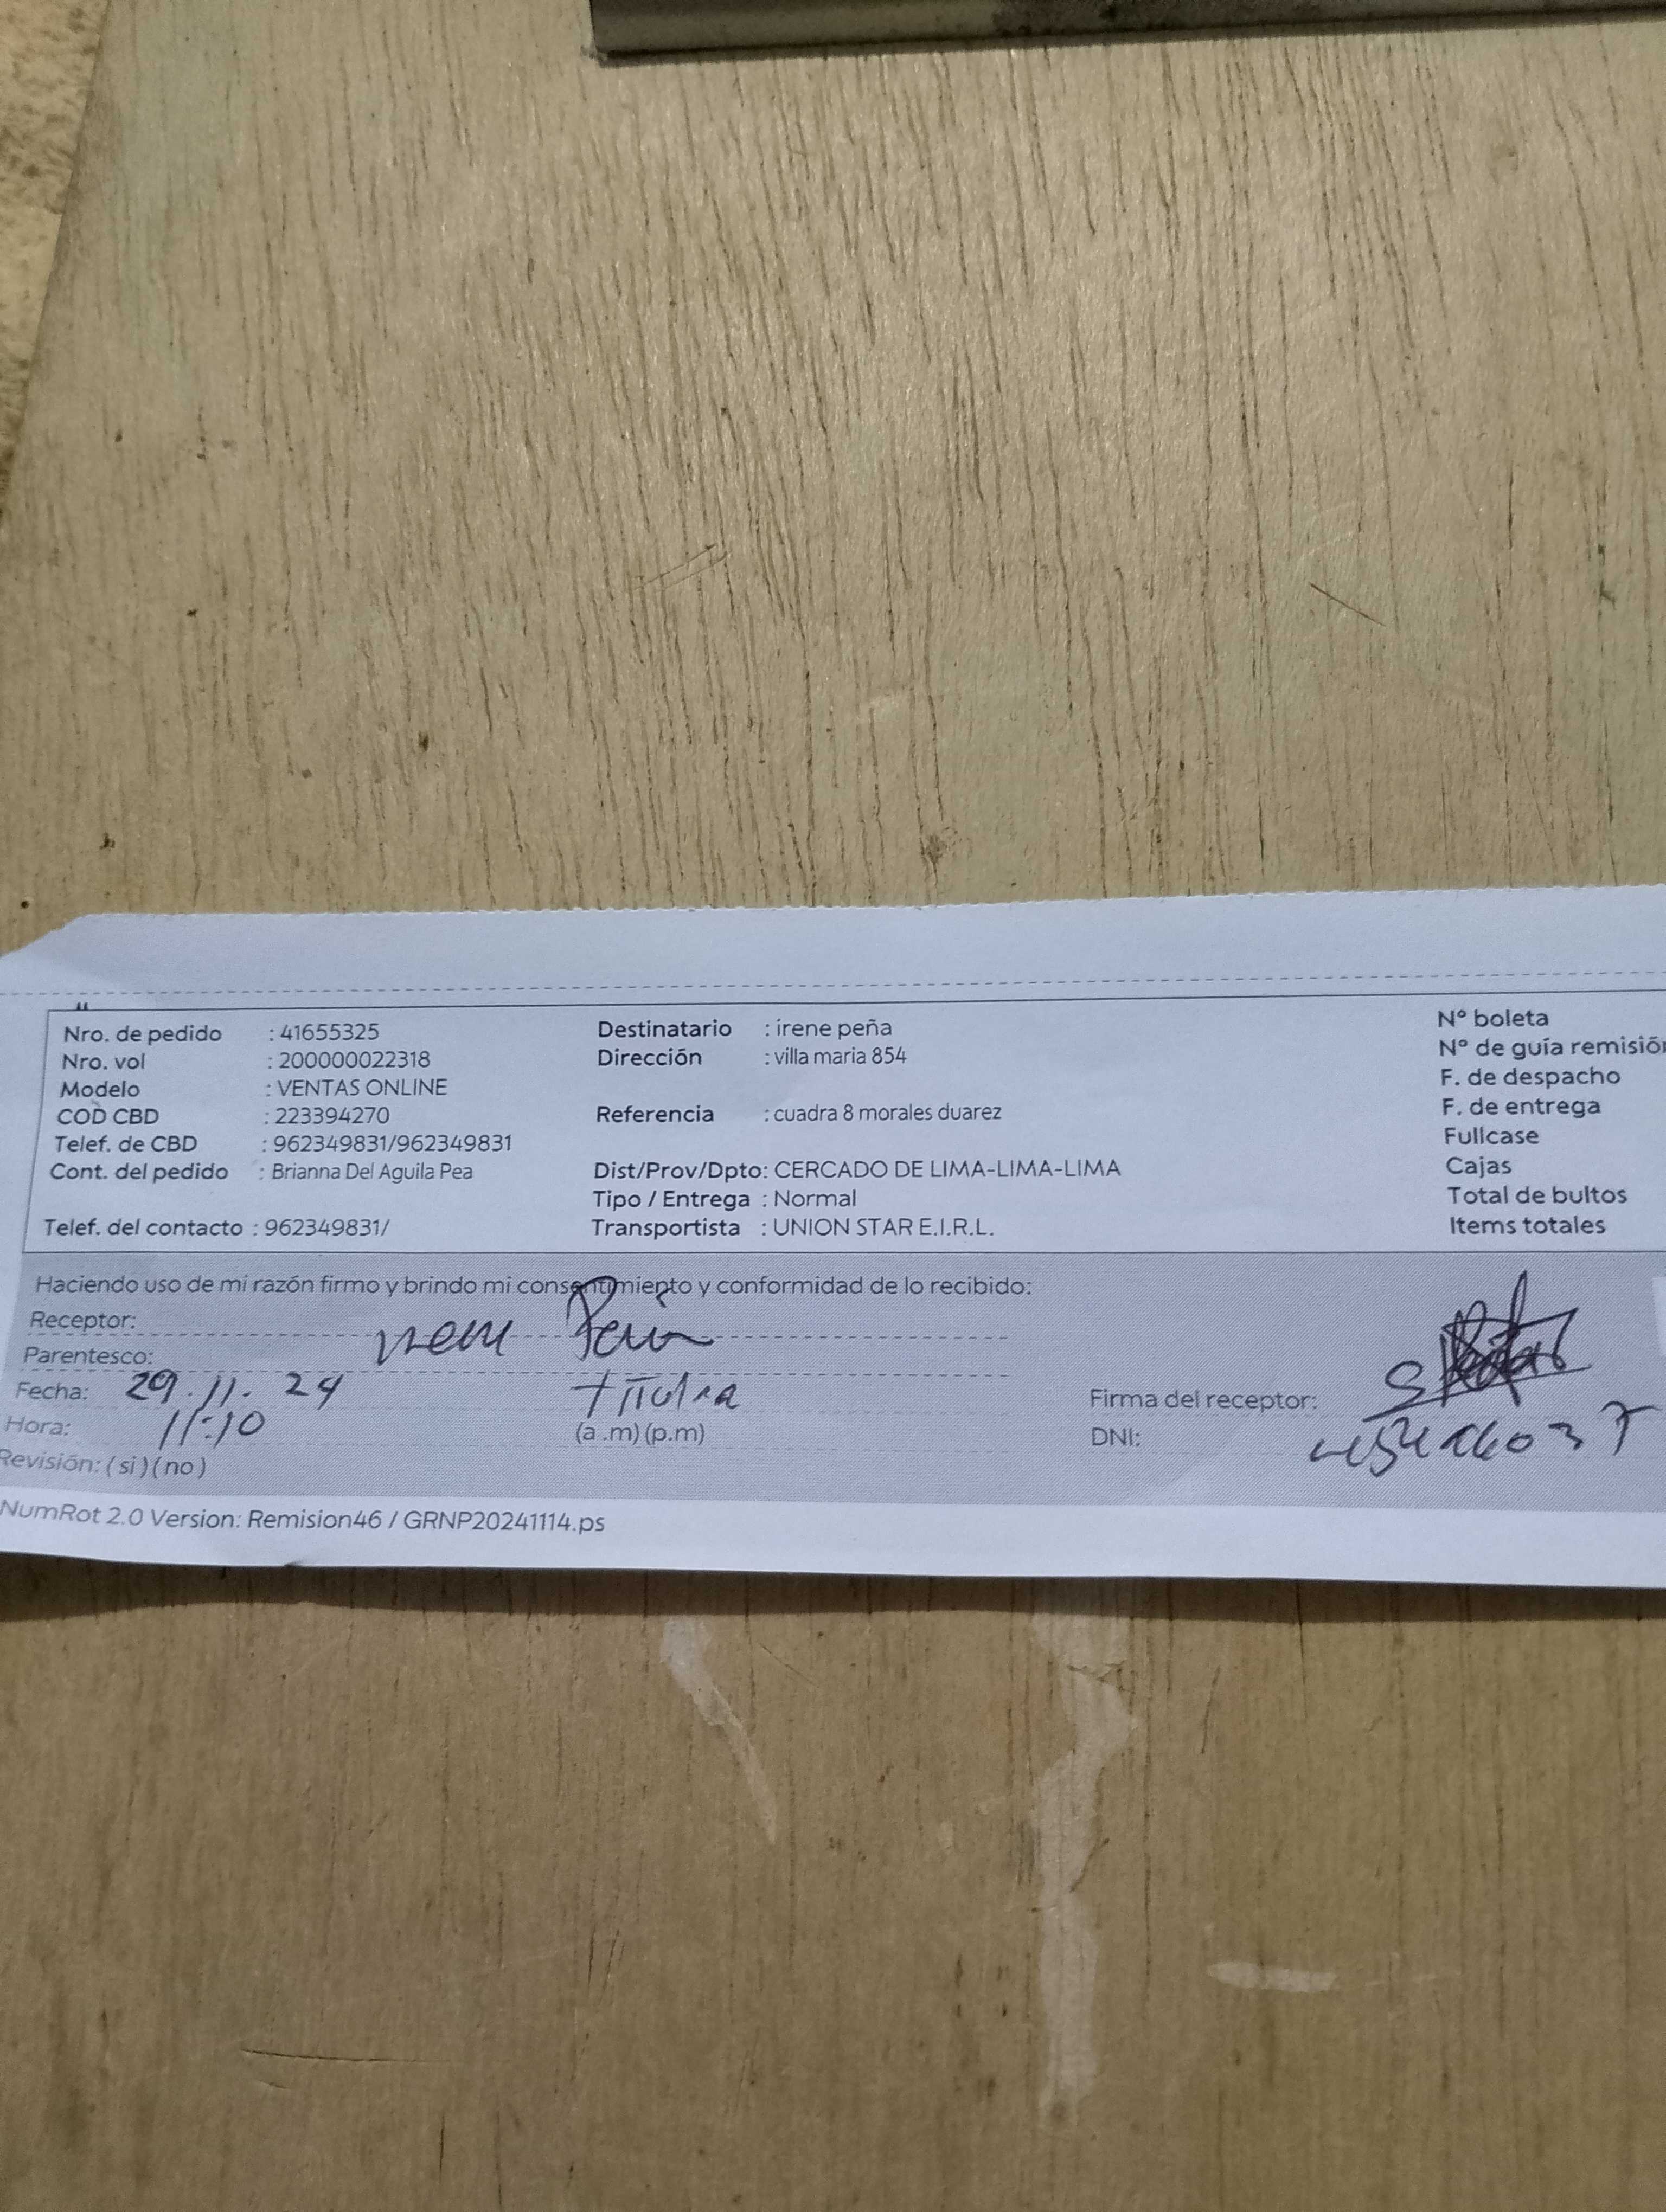 Nro. de pedido : 41655325
Nro. vol : 200000022318
Modelo : VENTAS ONLINE
COD CBD : 223394270
Telef. de CBD : 962349831/962349831
Cont. del pedido : Brianna Del Aguila Pea
Telef. del contacto : 962349831/
Destinatario : irene peña
Dirección : villa maria 854
Referencia : cuadra 8 morales duarez
Dist/Prov/Dpto: CERCADO DE LIMA-LIMA-LIMA
Tipo / Entrega : Normal
Transportista : UNION STAR E.I.R.L.
N° boleta
N° de guía remisión
F. de despacho
F. de entrega
Fullcase
Cajas
Total de bultos
Items totales
Haciendo uso de mi razón firmo y brindo mi consentimiento y conformidad de lo recibido:
Receptor:
Parentesco:
Fecha: 29.11.24
Hora: 11:10 (a .m) (p.m)
Revisión: ( si ) ( no )
Firma del receptor:
DNI:
NumRot 2.0 Version: Remision46 / GRNP20241114.ps